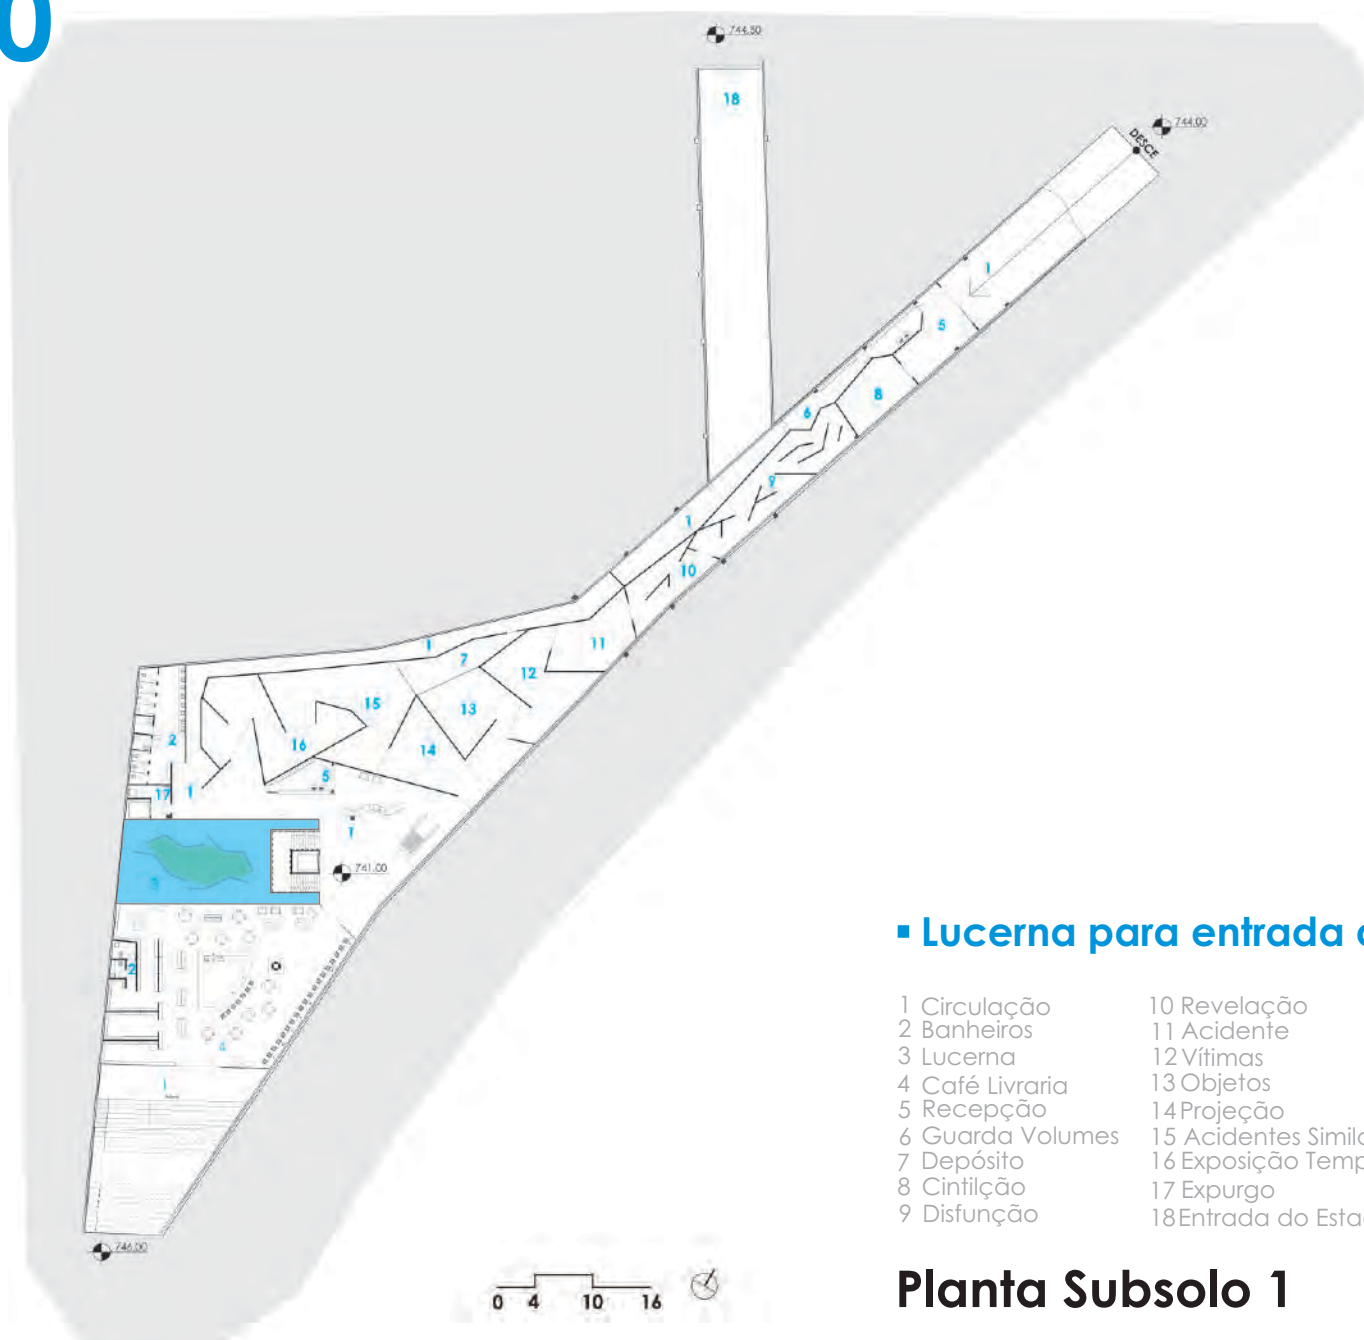 0
744.50
18
744.00
DESCE
1
5
8
6
9
1
10
11
1
7
12
15
13
2
16
14
5
17
1
1
741.00
3
2
4
1
746.00
0 4 10 16
▪ Lucerna para entrada
1 Circulação
2 Banheiros
3 Lucerna
4 Café Livraria
5 Recepção
6 Guarda Volumes
7 Depósito
8 Cintilção
9 Disfunção
10 Revelação
11 Acidente
12 Vítimas
13 Objetos
14 Projeção
15 Acidentes
16 Exposição
17 Expurgo
18 Entrada do
Planta Subsolo 1